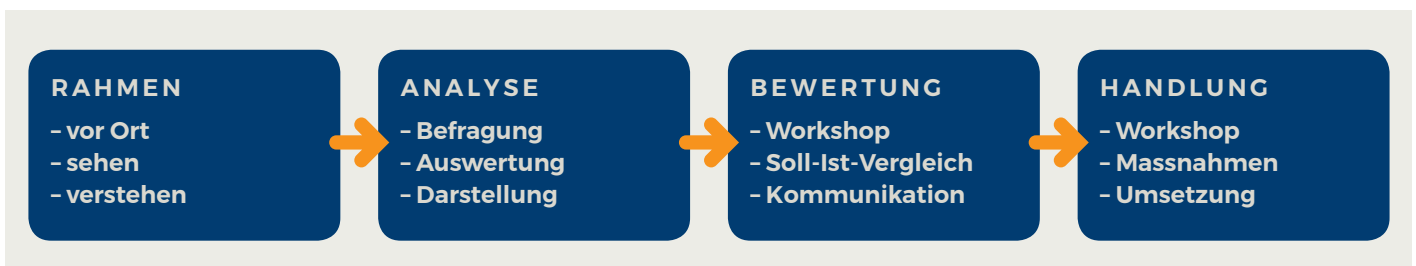 RAHMEN
– vor Ort
– sehen
– verstehen
ANALYSE
– Befragung
– Auswertung
– Darstellung
BEWERTUNG
– Workshop
– Soll-Ist-Vergleich
– Kommunikation
HANDLUNG
– Workshop
– Massnahmen
– Umsetzung